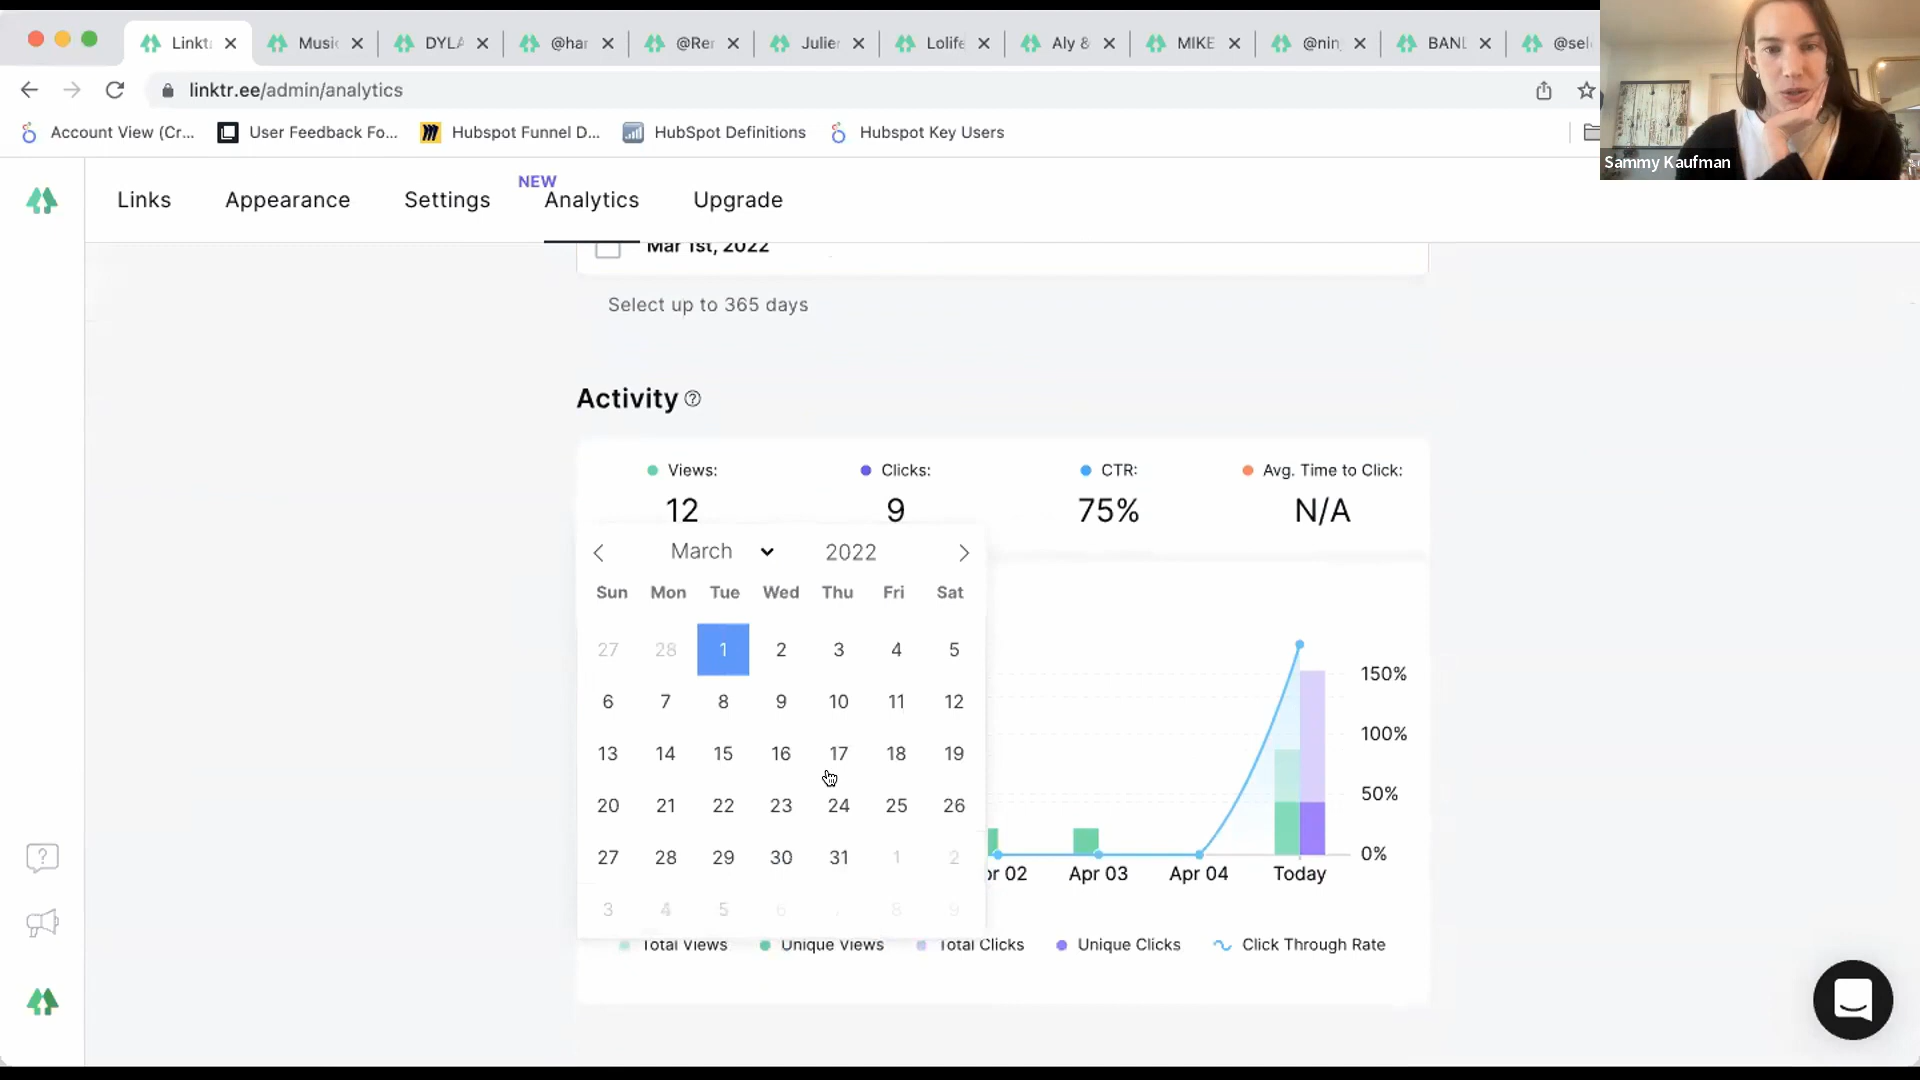 Linkt
Music
DYLA
@har
@Rer
Julie
Lolife
Aly &
MIKE
@nin
BANL
@sel
linktr.ee/admin/analytics
Account View (Cr...
User Feedback Fo...
Hubspot Funnel D...
HubSpot Definitions
Hubspot Key Users
Sammy Kaufman
Links
Appearance
Settings
NEW
Analytics
Upgrade
Mar 1st, 2022
Select up to 365 days
Activity ?
Views: Clicks: CTR: Avg. Time to Click:
12 9 75% N/A
March 2022
Sun Mon Tue Wed Thu Fri Sat
27 28 1 2 3 4 5
6 7 8 9 10 11 12
13 14 15 16 17 18 19
20 21 22 23 24 25 26
27 28 29 30 31 1 2
3 4 5 6 8 9
150%
100%
50%
0%
or 02 Apr 03 Apr 04 Today
Total Views Unique Views Total Clicks Unique Clicks Click Through Rate
?